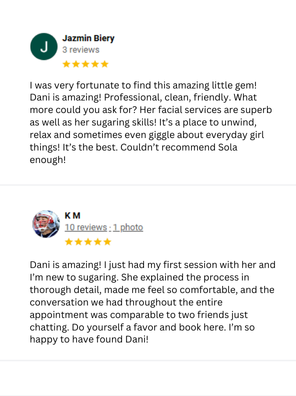 J
Jazmin Biery
3 reviews
I was very fortunate to find this amazing little gem!
Dani is amazing! Professional, clean, friendly. What
more could you ask for? Her facial services are superb
as well as her sugaring skills! It's a place to unwind,
relax and sometimes even giggle about everyday girl
things! It's the best. Couldn't recommend Sola
enough!
K M
10 reviews · 1 photo
Dani is amazing! I just had my first session with her and
I'm new to sugaring. She explained the process in
thorough detail, made me feel so comfortable, and the
conversation we had throughout the entire
appointment was comparable to two friends just
chatting. Do yourself a favor and book here. I'm so
happy to have found Dani!